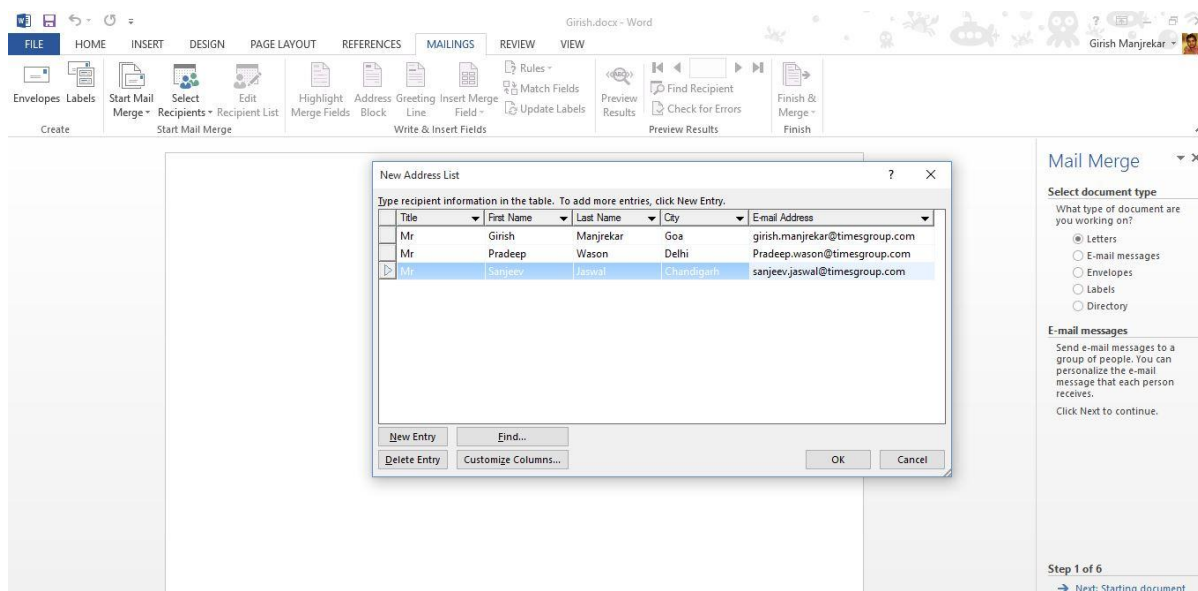 Girish.docx - Word
FILE HOME INSERT DESIGN PAGE LAYOUT REFERENCES MAILINGS REVIEW VIEW Girish Manjrekar
Envelopes Labels
Create
Start Mail Merge
Select Recipients
Edit Recipient List
Start Mail Merge
Highlight Merge Fields
Address Block
Greeting Line
Insert Merge Field
Rules
Match Fields
Update Labels
Write & Insert Fields
Preview Results
Find Recipient
Check for Errors
Preview Results
Finish & Merge
Finish
New Address List
Type recipient information in the table. To add more entries, click New Entry.
Title First Name Last Name City E-mail Address
Mr Girish Manjrekar Goa girish.manjrekar@timesgroup.com
Mr Pradeep Wason Delhi Pradeep.wason@timesgroup.com
Mr Sanjeev Jaswal Chandigarh sanjeev.jaswal@timesgroup.com
New Entry Find...
Delete Entry Customize Columns... OK Cancel
Mail Merge
Select document type
What type of document are
you working on?
Letters
E-mail messages
Envelopes
Labels
Directory
E-mail messages
Send e-mail messages to a
group of people. You can
personalize the e-mail
message that each person
receives.
Click Next to continue.
Step 1 of 6
Next: Starting document